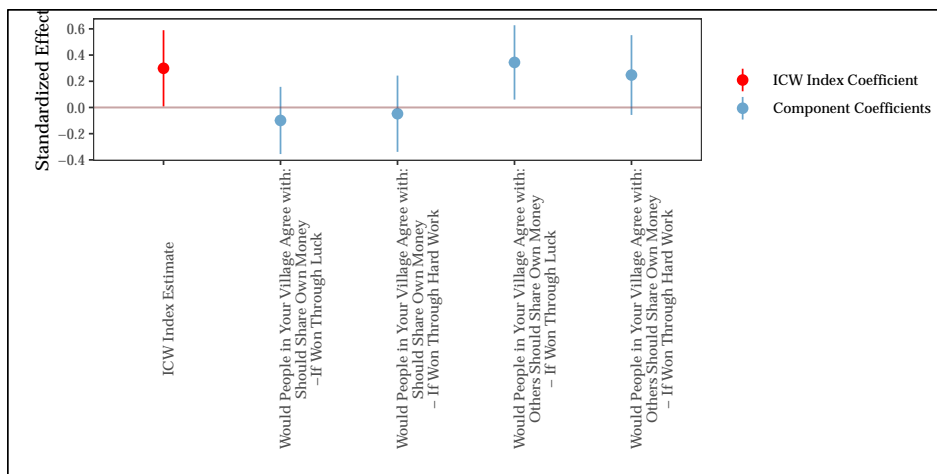 Standardized Effect
0.6
0.4
0.2
0.0
−0.2
−0.4
ICW Index Estimate
Would People in Your Village Agree with:
Should Share Own Money
−If Won Through Luck
Would People in Your Village Agree with:
Should Share Own Money
− If Won Through Hard Work
Would People in Your Village Agree with:
Others Should Share Own Money
− If Won Through Luck
Would People in Your Village Agree with:
Others Should Share Own Money
− If Won Through Hard Work
ICW Index Coefficient
Component Coefficients